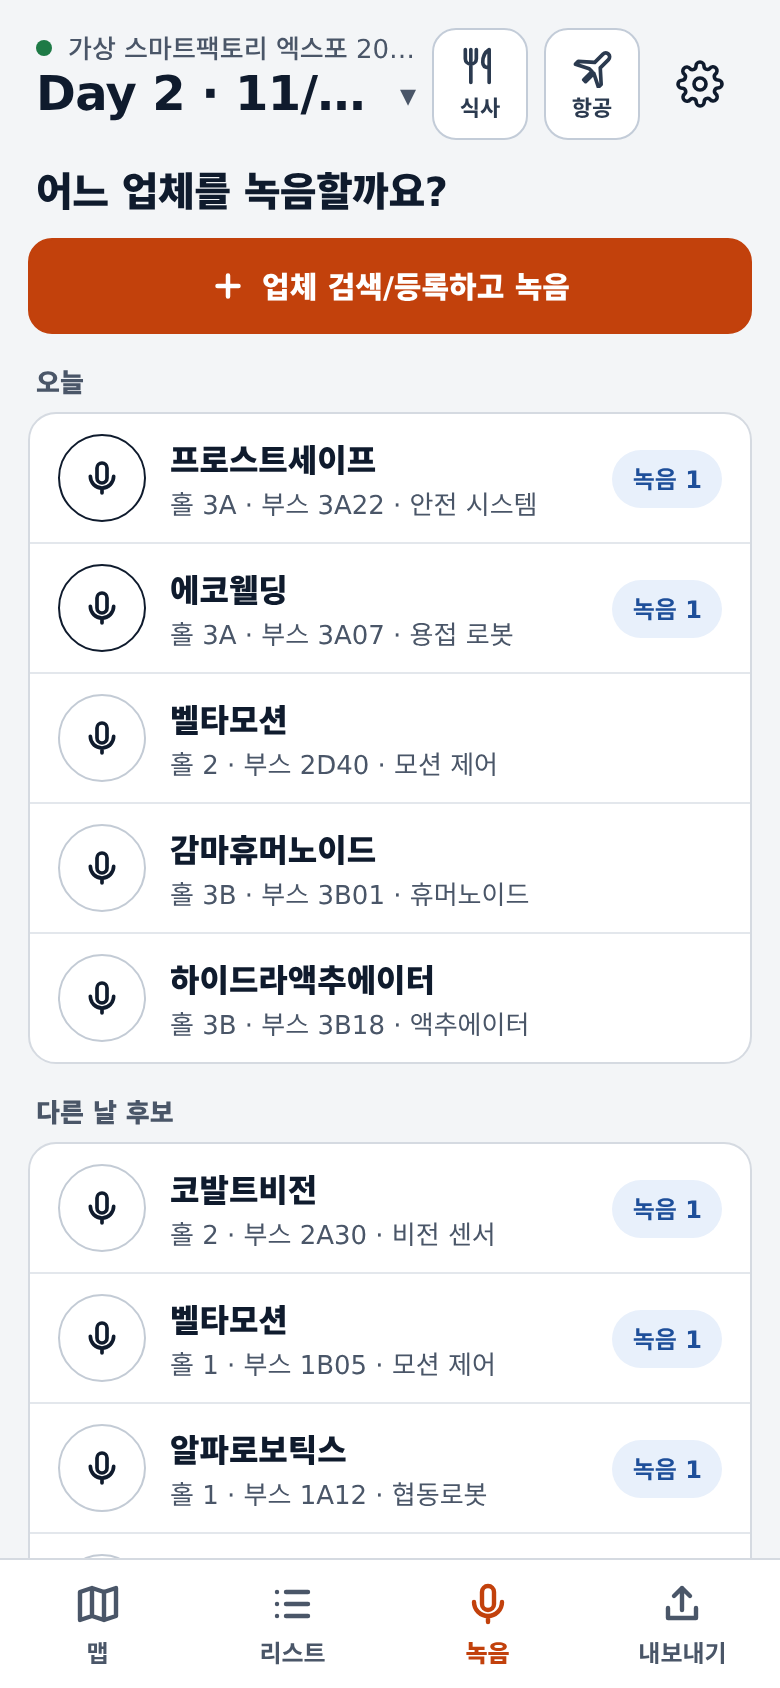 가상 스마트팩토리 엑스포 20...
Day 2 · 11/... ▼
식사
항공
어느 업체를 녹음할까요?
+ 업체 검색/등록하고 녹음
오늘
프로스트세이프
홀 3A · 부스 3A22 · 안전 시스템
녹음 1
에코웰딩
홀 3A · 부스 3A07 · 용접 로봇
녹음 1
벨타모션
홀 2 · 부스 2D40 · 모션 제어
감마휴머노이드
홀 3B · 부스 3B01 · 휴머노이드
하이드라액추에이터
홀 3B · 부스 3B18 · 액추에이터
다른 날 후보
코발트비전
홀 2 · 부스 2A30 · 비전 센서
녹음 1
벨타모션
홀 1 · 부스 1B05 · 모션 제어
녹음 1
알파로보틱스
홀 1 · 부스 1A12 · 협동로봇
녹음 1
맵
리스트
녹음
내보내기